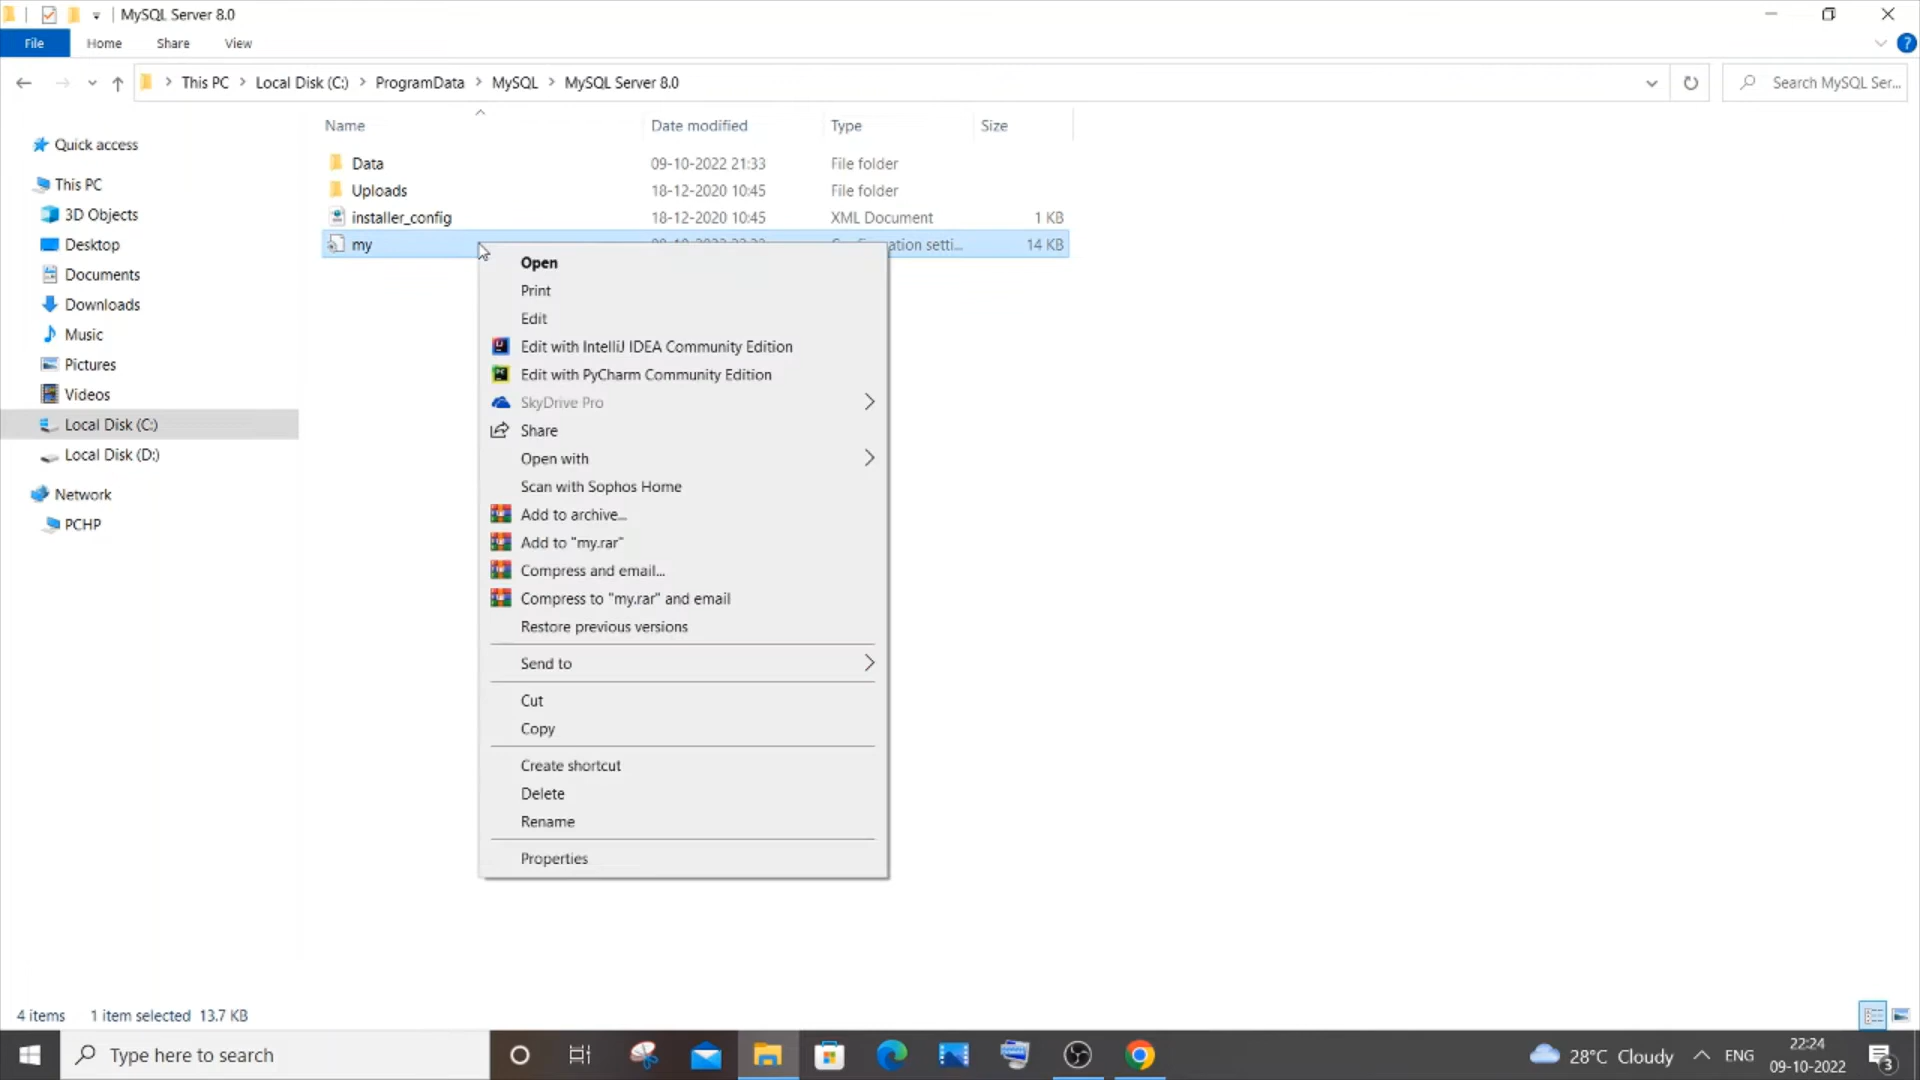 MySQL Server 8.0
File Home Share View
This PC Local Disk (C:) ProgramData MySQL MySQL Server 8.0
Search MySQL Ser...
Name Date modified Type Size
Quick access
This PC
3D Objects
Desktop
Documents
Downloads
Music
Pictures
Videos
Local Disk (C:)
Local Disk (D:)
Network
PCHP
Data 09-10-2022 21:33 File folder
Uploads 18-12-2020 10:45 File folder
installer_config 18-12-2020 10:45 XML Document 1 KB
my ation setti... 14 KB
Open
Print
Edit
Edit with IntelliJ IDEA Community Edition
Edit with PyCharm Community Edition
SkyDrive Pro
Share
Open with
Scan with Sophos Home
Add to archive...
Add to "my.rar"
Compress and email...
Compress to "my.rar" and email
Restore previous versions
Send to
Cut
Copy
Create shortcut
Delete
Rename
Properties
4 items 1 item selected 13.7 KB
Type here to search
28°C Cloudy ENG
22:24
09-10-2022
3